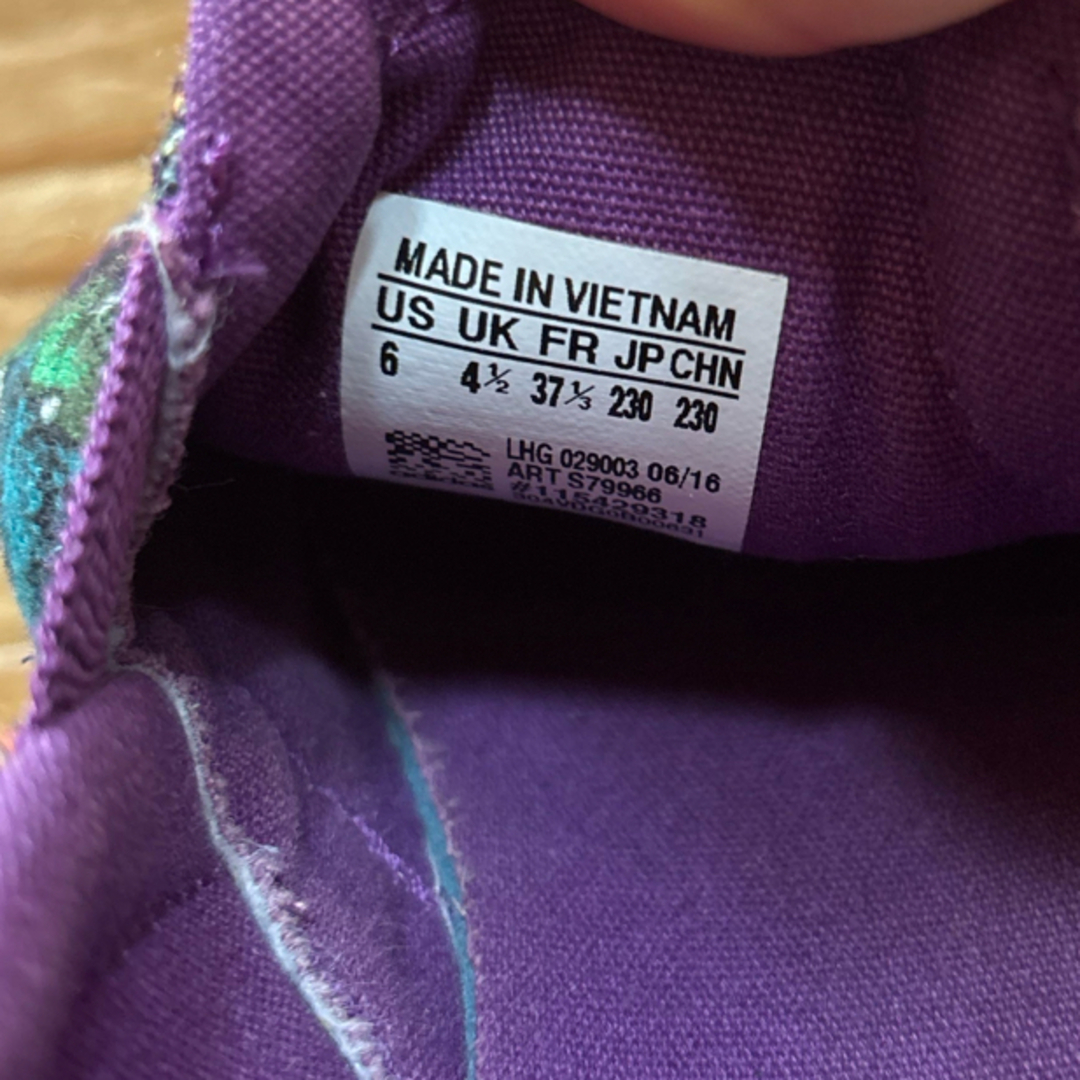 MADE IN VIETNAM
US UK FR JP CHN
6 4½ 37⅓ 230 230
LHG 029003 06/16
ART S79966
#115429318